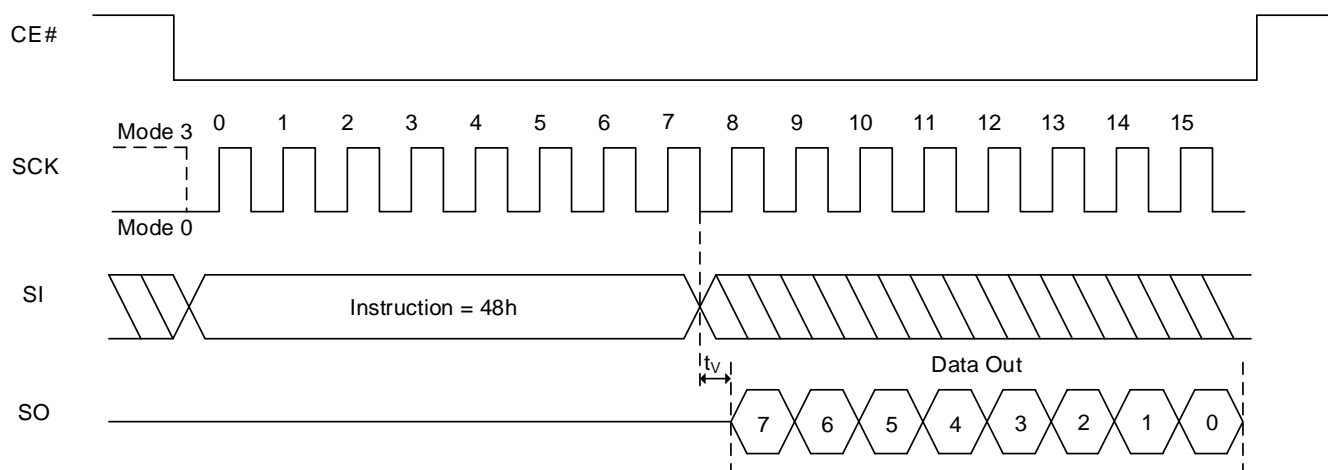 CE#
0 1 2 3 4 5 6 7 8 9 10 11 12 13 14 15
Mode 3
SCK
Mode 0
SI
Instruction = 48h
tV
Data Out
SO
7 6 5 4 3 2 1 0